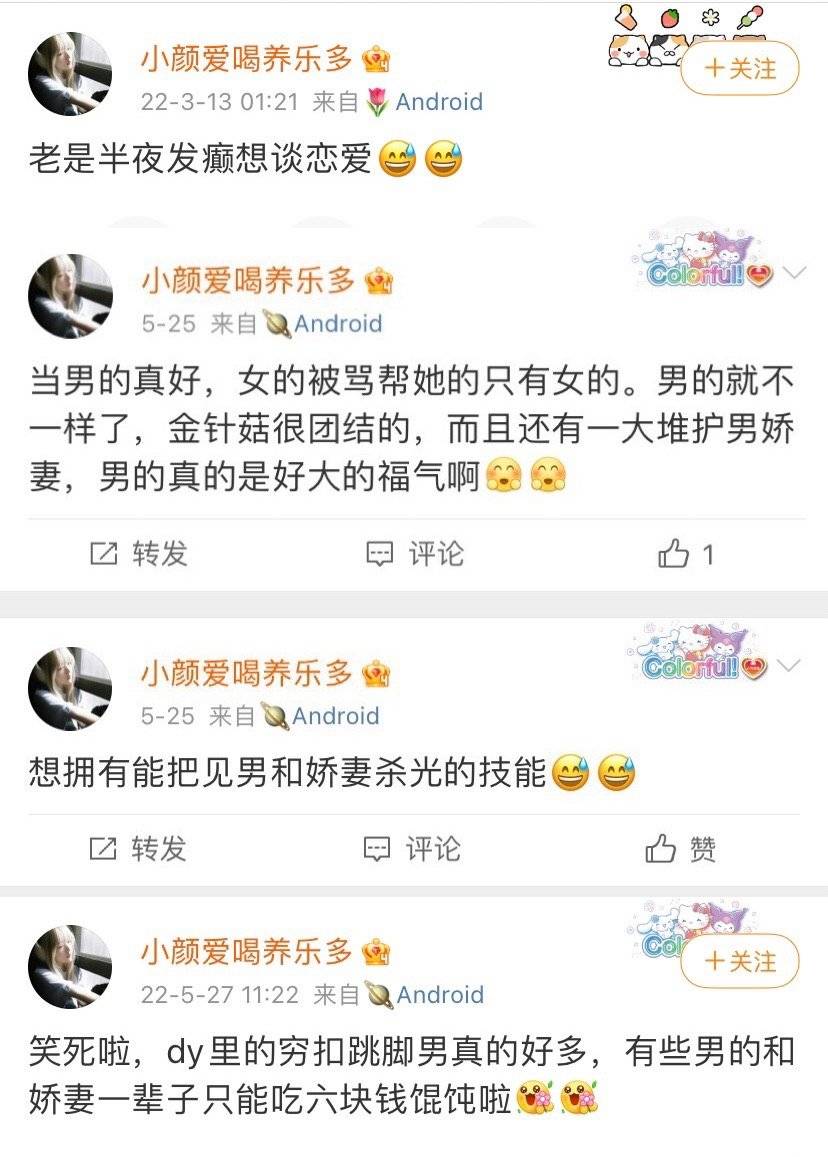 小颜爱喝养乐多
+关注
22-3-13 01:21 来自 Android
老是半夜发癫想谈恋爱
小颜爱喝养乐多
Colorful!
5-25 来自 Android
当男的真好，女的被骂帮她的只有女的。男的就不
一样了，金针菇很团结的，而且还有一大堆护男娇
妻，男的真的是好大的福气啊
转发 评论 1
小颜爱喝养乐多
Colorful!
5-25 来自 Android
想拥有能把见男和娇妻杀光的技能
转发 评论 赞
小颜爱喝养乐多
Col
+关注
22-5-27 11:22 来自 Android
笑死啦，dy里的穷扣跳脚男真的好多，有些男的和
娇妻一辈子只能吃六块钱馄饨啦